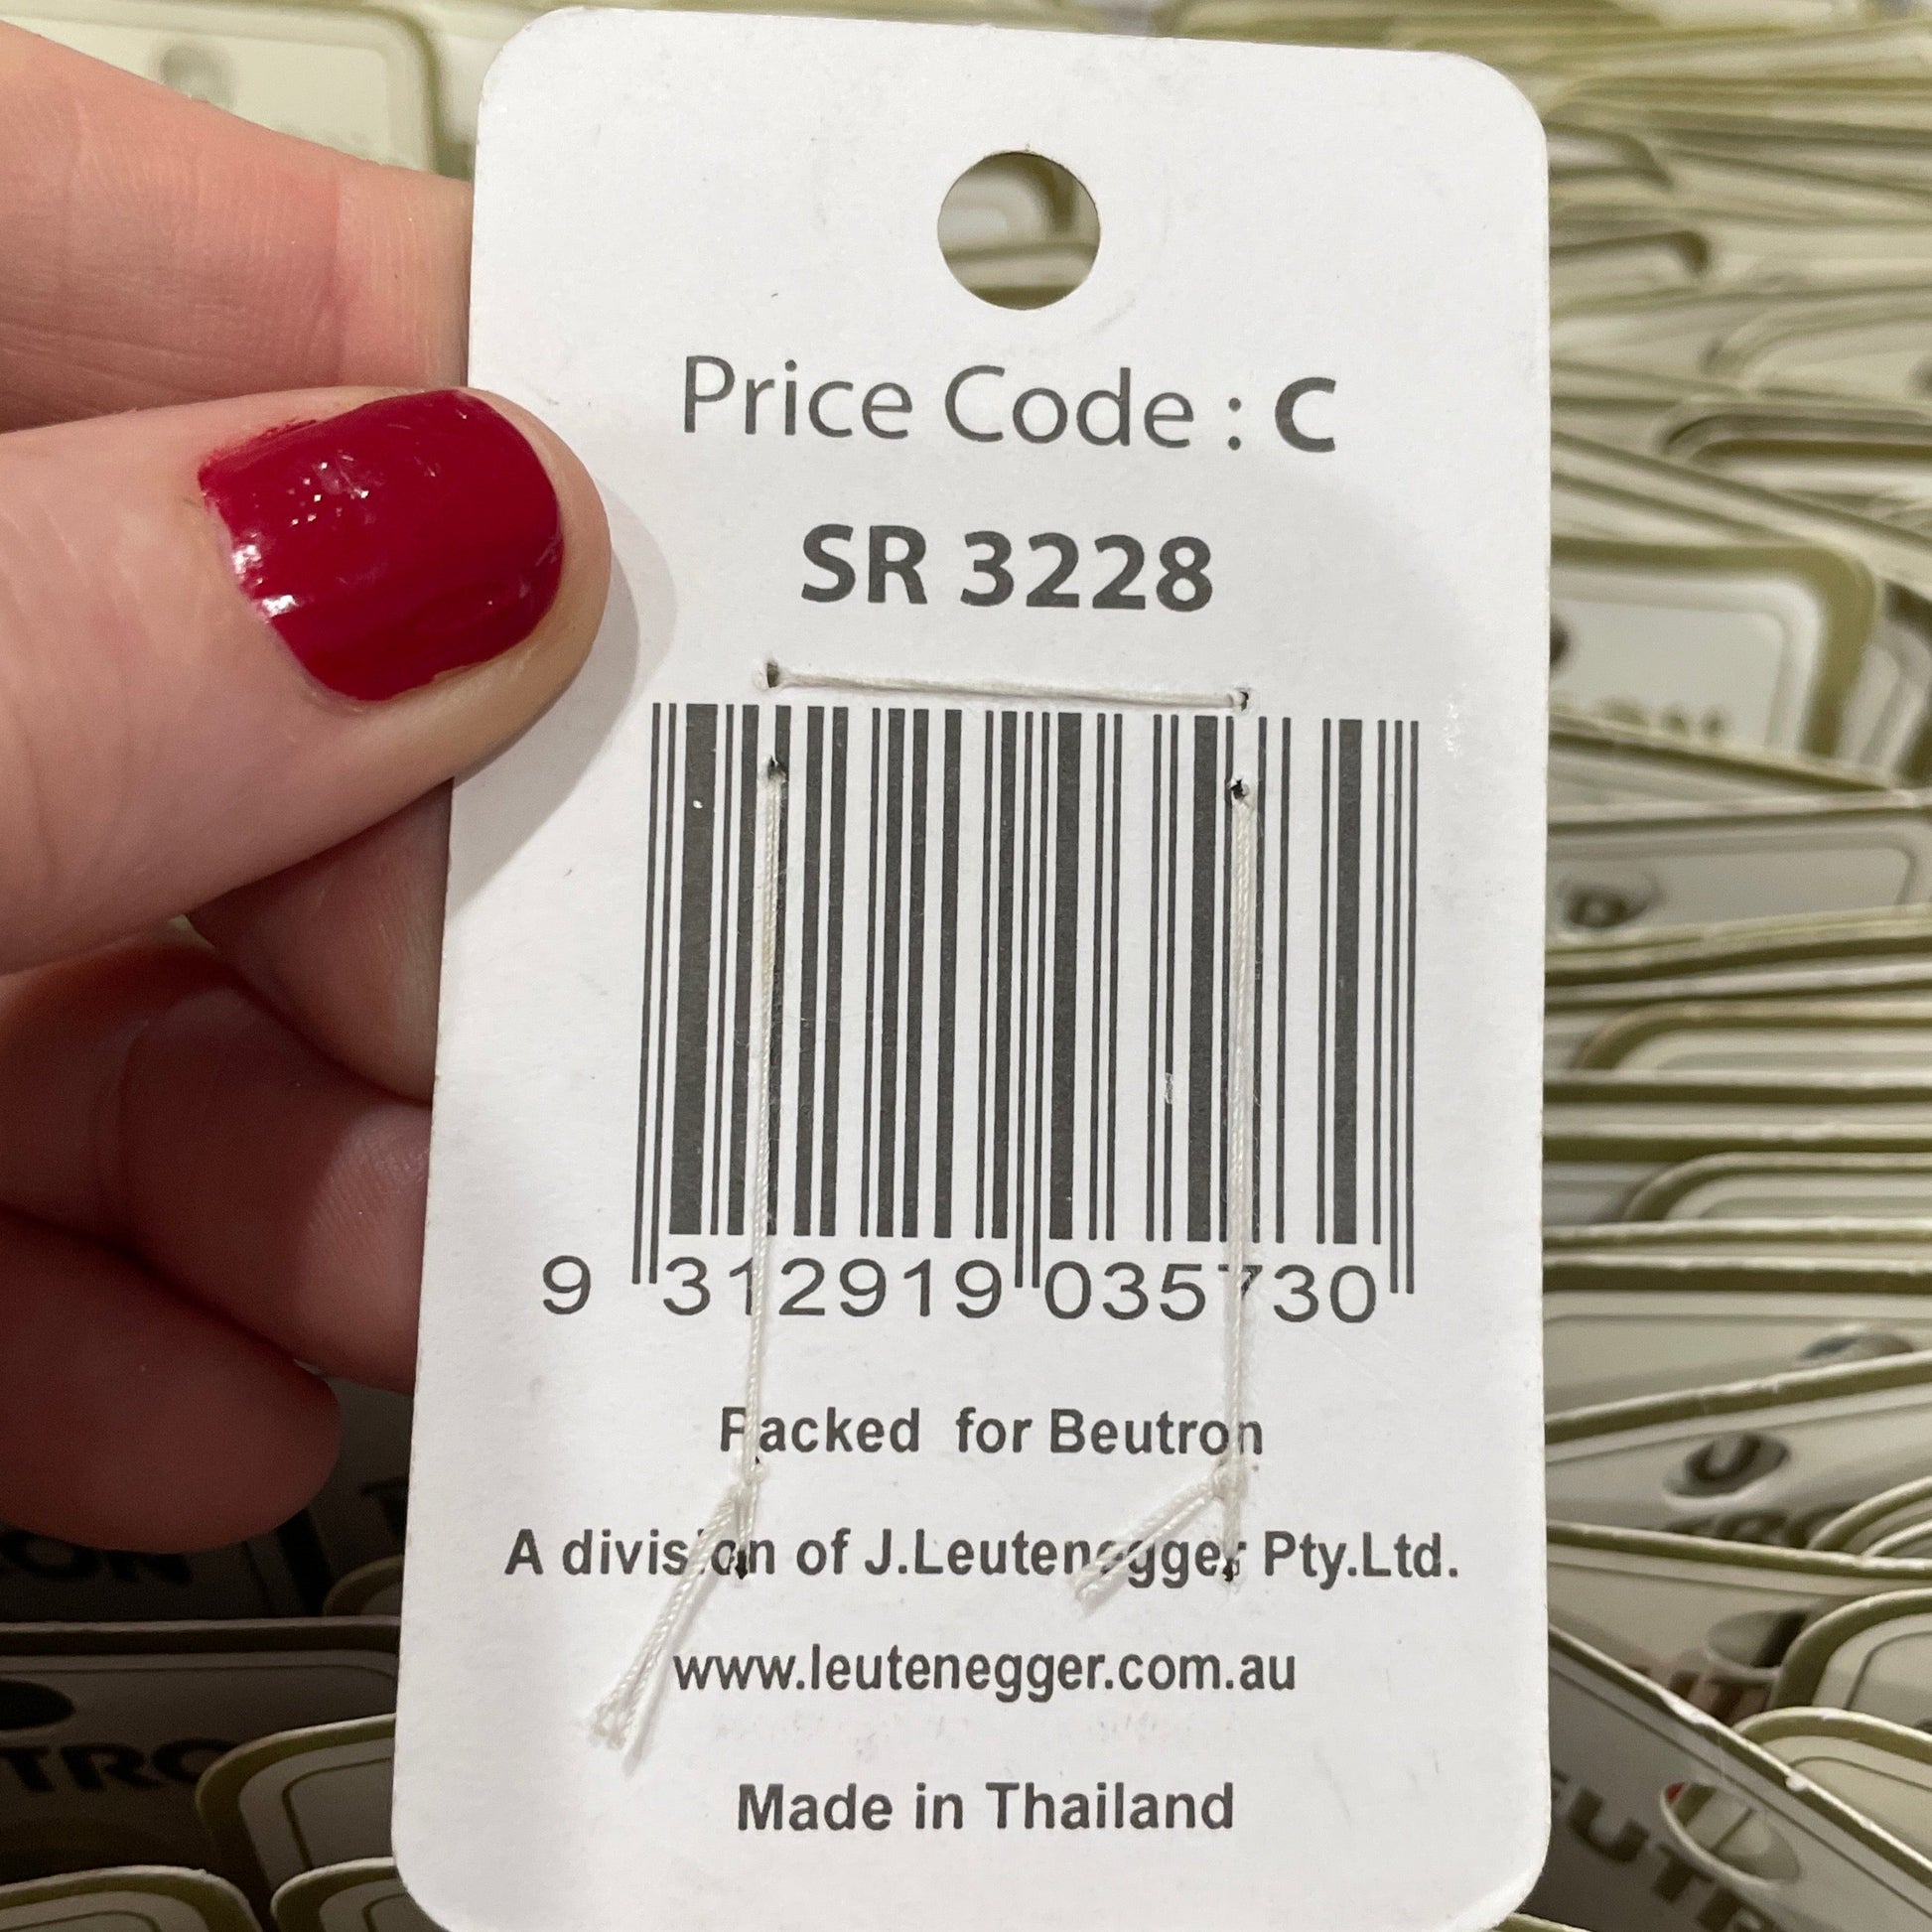 Price Code : C
SR 3228
9 312919 035730
Packed for Beutron
A division of J.Leutenegger Pty.Ltd.
www.leutenegger.com.au
Made in Thailand